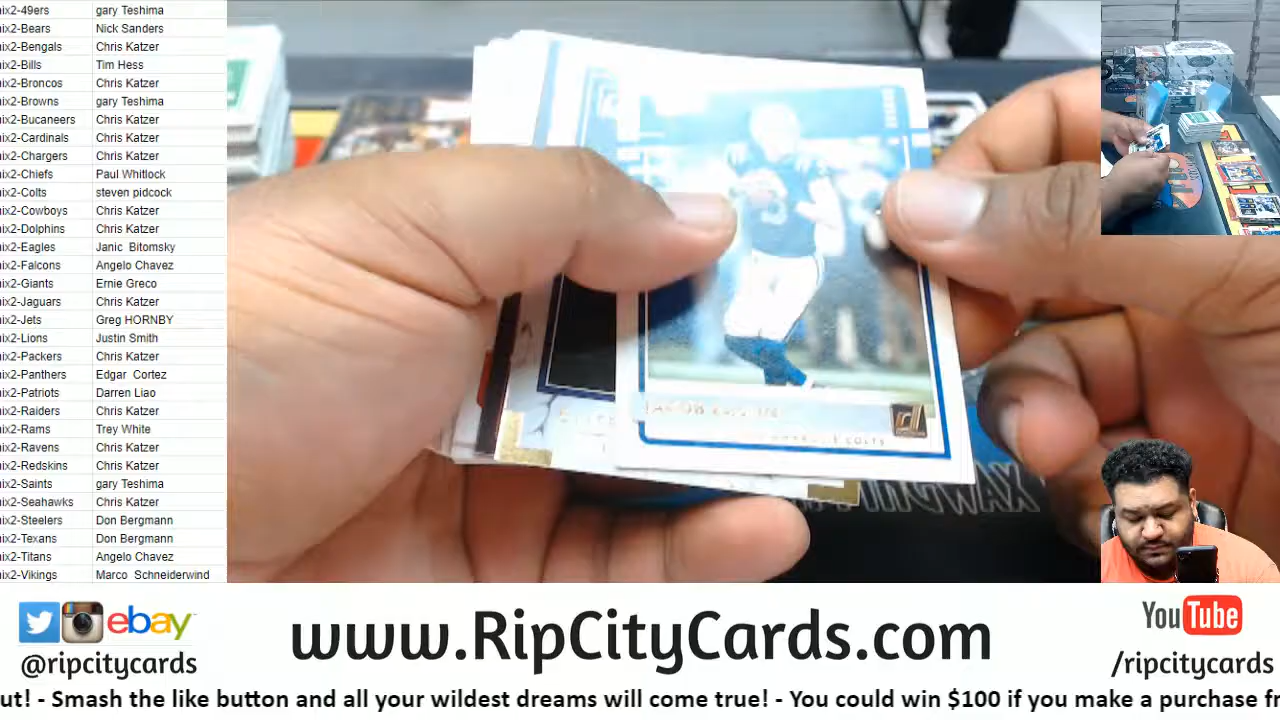 ix2-49ers gary Teshima
ix2-Bears Nick Sanders
ix2-Bengals Chris Katzer
ix2-Bills Tim Hess
ix2-Broncos Chris Katzer
ix2-Browns gary Teshima
ix2-Bucaneers Chris Katzer
ix2-Cardinals Chris Katzer
ix2-Chargers Chris Katzer
ix2-Chiefs Paul Whitlock
ix2-Colts steven pidcock
ix2-Cowboys Chris Katzer
ix2-Dolphins Chris Katzer
ix2-Eagles Janic Bitomsky
ix2-Falcons Angelo Chavez
ix2-Giants Ernie Greco
ix2-Jaguars Chris Katzer
ix2-Jets Greg HORNBY
ix2-Lions Justin Smith
ix2-Packers Chris Katzer
ix2-Panthers Edgar Cortez
ix2-Patriots Darren Liao
ix2-Raiders Chris Katzer
ix2-Rams Trey White
ix2-Ravens Chris Katzer
ix2-Redskins Chris Katzer
ix2-Saints gary Teshima
ix2-Seahawks Chris Katzer
ix2-Steelers Don Bergmann
ix2-Texans Don Bergmann
ix2-Titans Angelo Chavez
ix2-Vikings Marco Schneiderwind
JACOB
COLTS
ebay
@ripcitycards
www.RipCityCards.com
YouTube
/ripcitycards
ut! - Smash the like button and all your wildest dreams will come true! - You could win $100 if you make a purchase fr